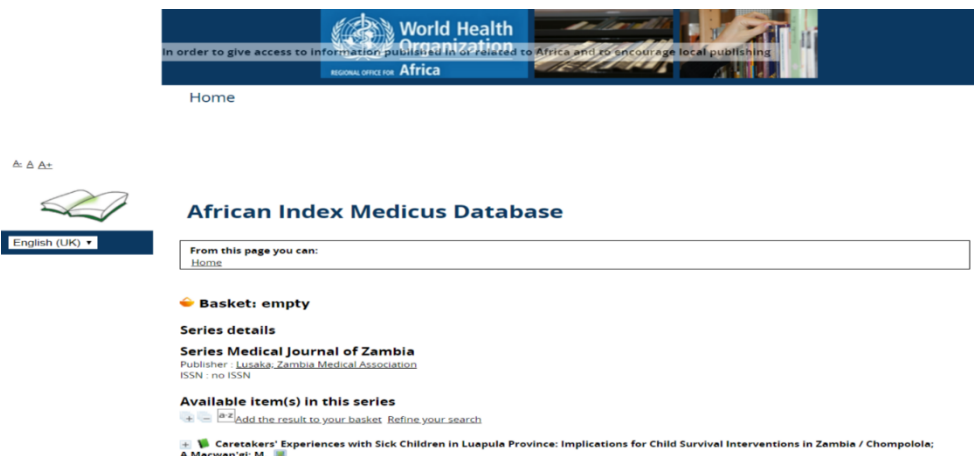 World Health
Organization
In order to give access to information published in or related to Africa and to encourage local publishing
REGIONAL OFFICE FOR Africa
Home
A- A A+
African Index Medicus Database
English (UK)
From this page you can:
Home
Basket: empty
Series details
Series Medical Journal of Zambia
Publisher : Lusaka; Zambia Medical Association
ISSN : no ISSN
Available item(s) in this series
a-z Add the result to your basket Refine your search
Caretakers' Experiences with Sick Children in Luapula Province: Implications for Child Survival Interventions in Zambia / Chompolola;
A Macwan'gi; M